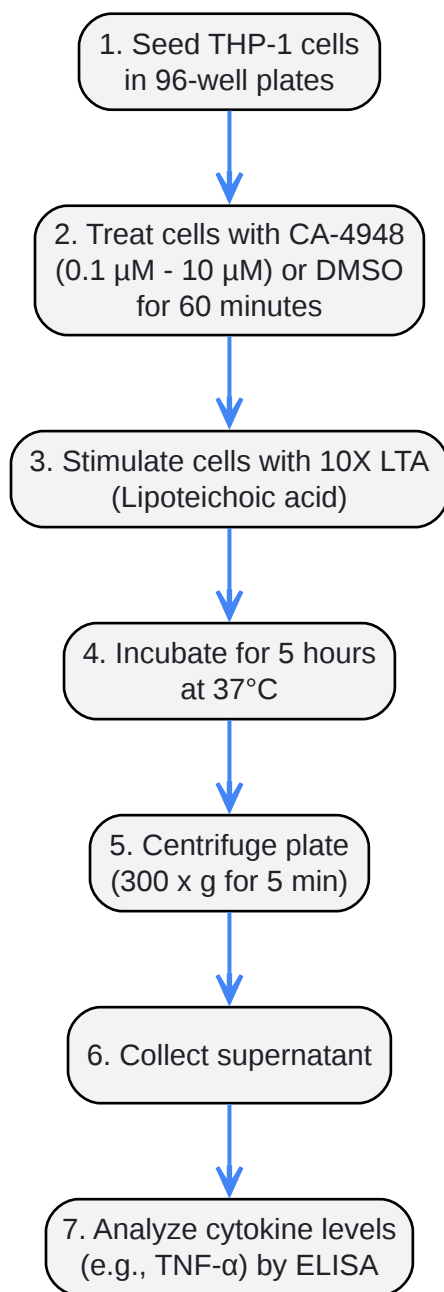 1. Seed THP-1 cells
in 96-well plates
2. Treat cells with CA-4948
(0.1 µM - 10 µM) or DMSO
for 60 minutes
3. Stimulate cells with 10X LTA
(Lipoteichoic acid)
4. Incubate for 5 hours
at 37°C
5. Centrifuge plate
(300 x g for 5 min)
6. Collect supernatant
7. Analyze cytokine levels
(e.g., TNF-α) by ELISA